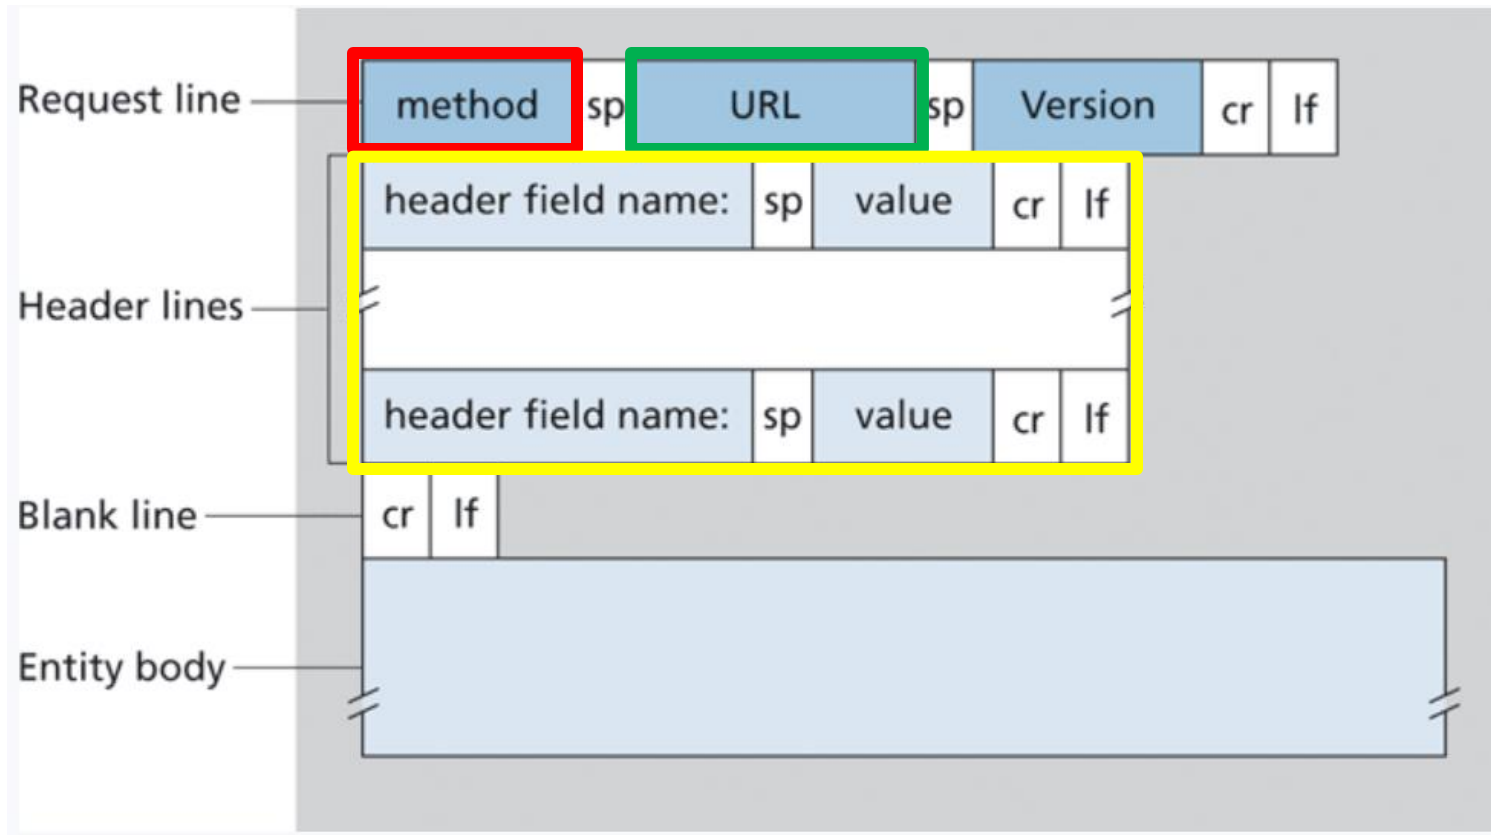 Request line method sp URL sp Version cr lf
header field name: sp value cr lf
Header lines
header field name: sp value cr lf
Blank line cr lf
Entity body